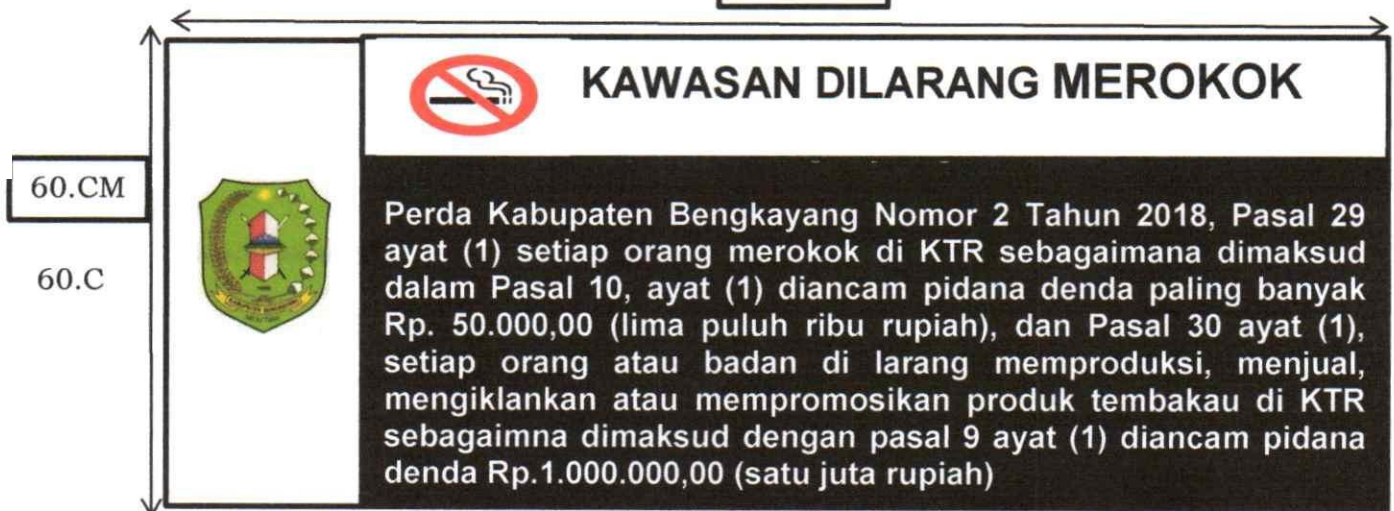 KAWASAN DILARANG MEROKOK
60.CM
60.C
Perda Kabupaten Bengkayang Nomor 2 Tahun 2018, Pasal 29
ayat (1) setiap orang merokok di KTR sebagaimana dimaksud
dalam Pasal 10, ayat (1) diancam pidana denda paling banyak
Rp. 50.000,00 (lima puluh ribu rupiah), dan Pasal 30 ayat (1),
setiap orang atau badan di larang memproduksi, menjual,
mengiklankan atau mempromosikan produk tembakau di KTR
sebagaimna dimaksud dengan pasal 9 ayat (1) diancam pidana
denda Rp.1.000.000,00 (satu juta rupiah)